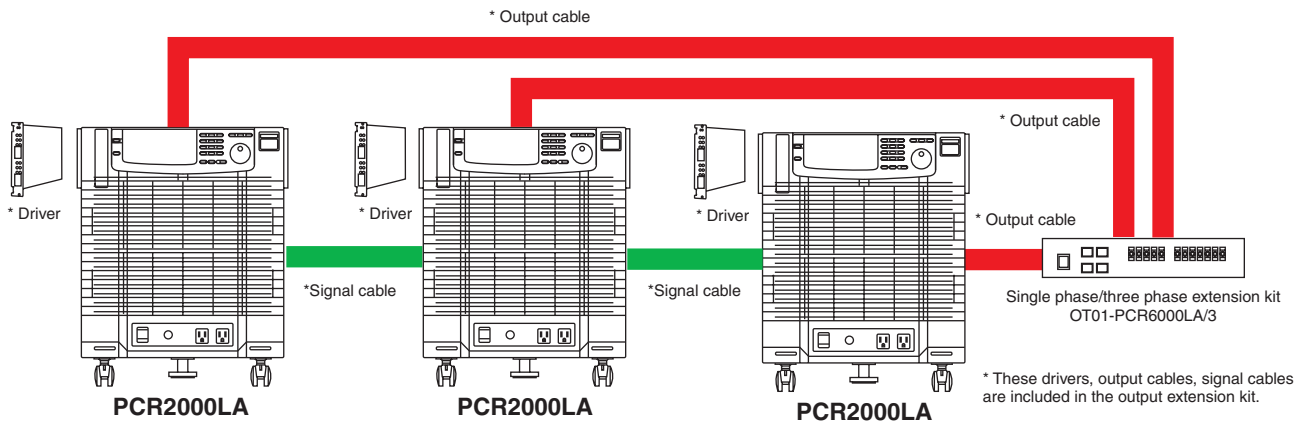 * Output cable
* Output cable
* Driver
* Driver
* Driver
* Output cable
*Signal cable
*Signal cable
Single phase/three phase extension kit
OT01-PCR6000LA/3
* These drivers, output cables, signal cables
are included in the output extension kit.
PCR2000LA
PCR2000LA
PCR2000LA